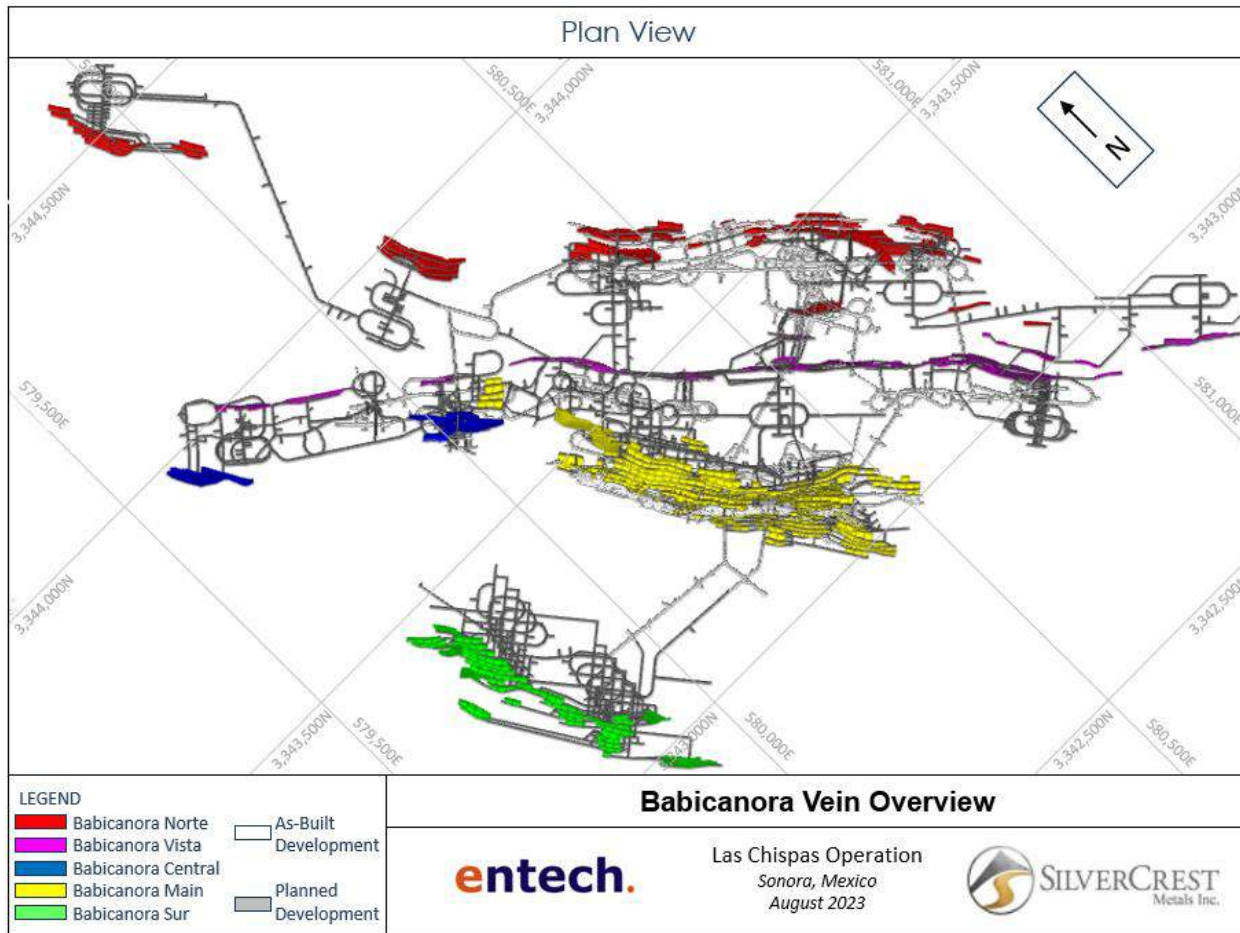 Plan View
580,500E
3,344,000N
581,000E
3,343,500N
N
3,344,500N
3,343,000N
579,500E
581,000E
3,344,000N
3,342,500N
3,343,500N
579,500E
3,343,000N
580,000E
3,342,500N
580,500E
LEGEND
Babicanora Norte
Babicanora Vista
Babicanora Central
Babicanora Main
Babicanora Sur
As-Built
Development
Planned
Development
Babicanora Vein Overview
entech.
Las Chispas Operation
Sonora, Mexico
August 2023
SILVERCREST
Metals Inc.